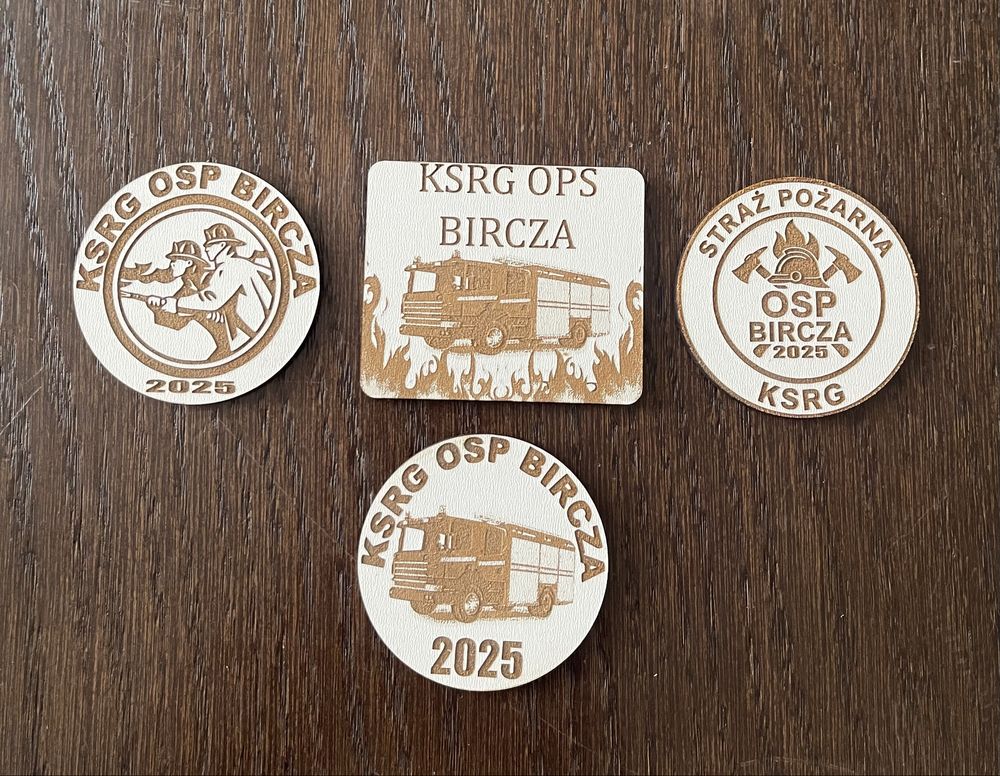 KSRG OSP BIRCZA
2025
KSRG OPS
BIRCZA
STRAŻ POŻARNA
OSP
BIRCZA
2025
KSRG
KSRG OSP BIRCZA
2025